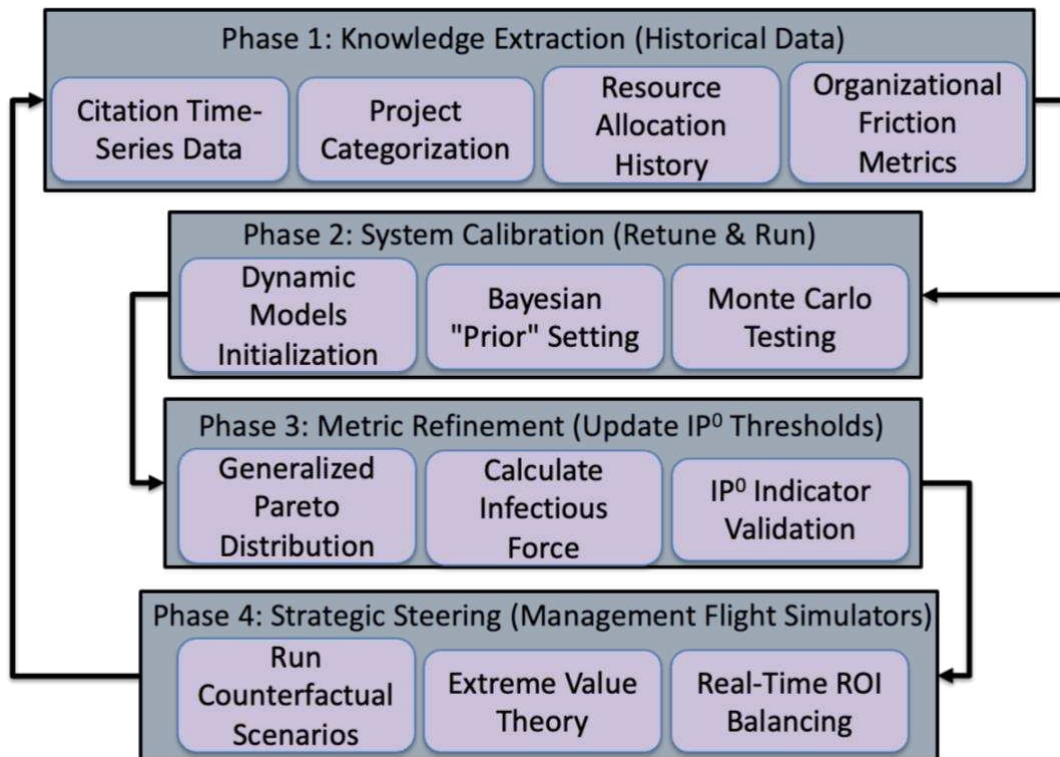 Phase 1: Knowledge Extraction (Historical Data)
Citation Time-
Series Data
Project
Categorization
Resource
Allocation
History
Organizational
Friction
Metrics
Phase 2: System Calibration (Retune & Run)
Dynamic
Models
Initialization
Bayesian
"Prior" Setting
Monte Carlo
Testing
Phase 3: Metric Refinement (Update IP⁰ Thresholds)
Generalized
Pareto
Distribution
Calculate
Infectious
Force
IP⁰ Indicator
Validation
Phase 4: Strategic Steering (Management Flight Simulators)
Run
Counterfactual
Scenarios
Extreme Value
Theory
Real-Time ROI
Balancing